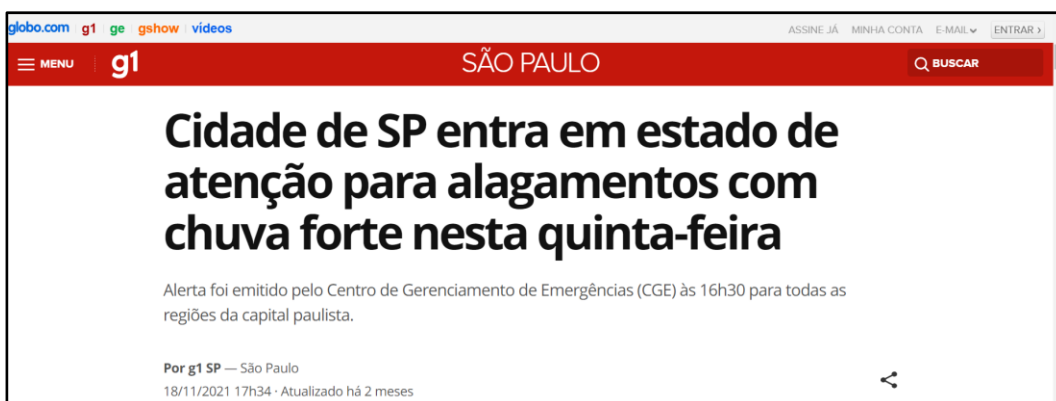 globo.com g1 ge gshow vídeos ASSINE JÁ MINHA CONTA E-MAIL ENTRAR ›
MENU g1 SÃO PAULO BUSCAR
Cidade de SP entra em estado de
atenção para alagamentos com
chuva forte nesta quinta-feira
Alerta foi emitido pelo Centro de Gerenciamento de Emergências (CGE) às 16h30 para todas as
regiões da capital paulista.
Por g1 SP — São Paulo
18/11/2021 17h34 · Atualizado há 2 meses